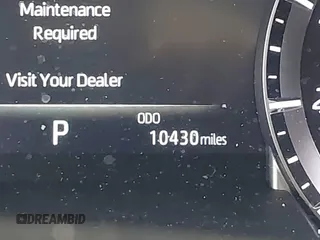 Maintenance
Required
Visit Your Dealer
ODO
P 10430 miles
DREAMBID